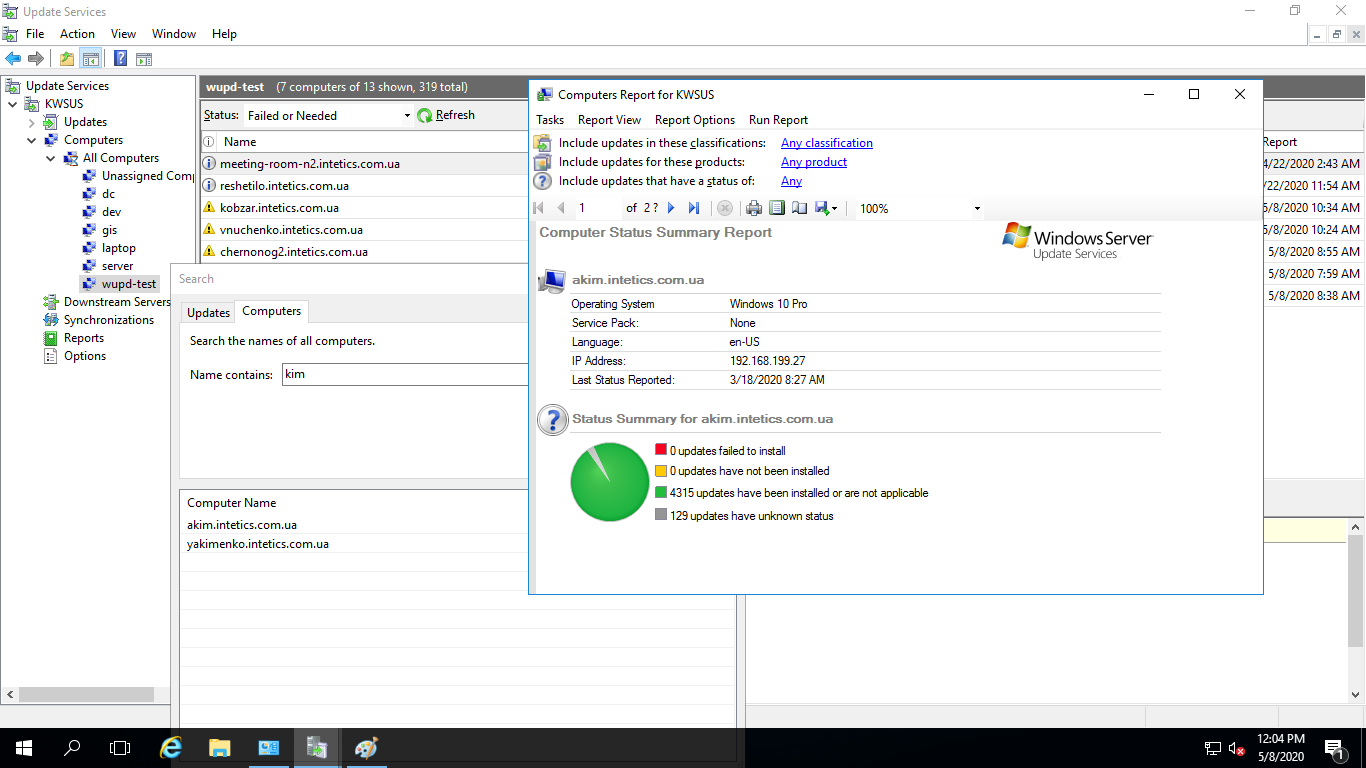 Update Services
File Action View Window Help
Update Services
KWSUS
Updates
Computers
All Computers
Unassigned Comp
dc
dev
gis
laptop
server
wupd-test
Downstream Servers
Synchronizations
Reports
Options
wupd-test (7 computers of 13 shown, 319 total)
Status: Failed or Needed Refresh
Name
meeting-room-n2.intetics.com.ua
reshetilo.intetics.com.ua
kobzar.intetics.com.ua
vnuchenko.intetics.com.ua
chernonog2.intetics.com.ua
Report
4/22/2020 2:43 AM
/22/2020 11:54 AM
5/8/2020 10:34 AM
5/8/2020 10:24 AM
5/8/2020 8:55 AM
5/8/2020 7:59 AM
5/8/2020 8:38 AM
Search
Updates Computers
Search the names of all computers.
Name contains: kim
Computer Name
akim.intetics.com.ua
yakimenko.intetics.com.ua
Computers Report for KWSUS
Tasks Report View Report Options Run Report
Include updates in these classifications: Any classification
Include updates for these products: Any product
Include updates that have a status of: Any
1 of 2 ? 100%
Computer Status Summary Report
Windows Server
Update Services
akim.intetics.com.ua
Operating System Windows 10 Pro
Service Pack: None
Language: en-US
IP Address: 192.168.199.27
Last Status Reported: 3/18/2020 8:27 AM
Status Summary for akim.intetics.com.ua
0 updates failed to install
0 updates have not been installed
4315 updates have been installed or are not applicable
129 updates have unknown status
12:04 PM
5/8/2020
1